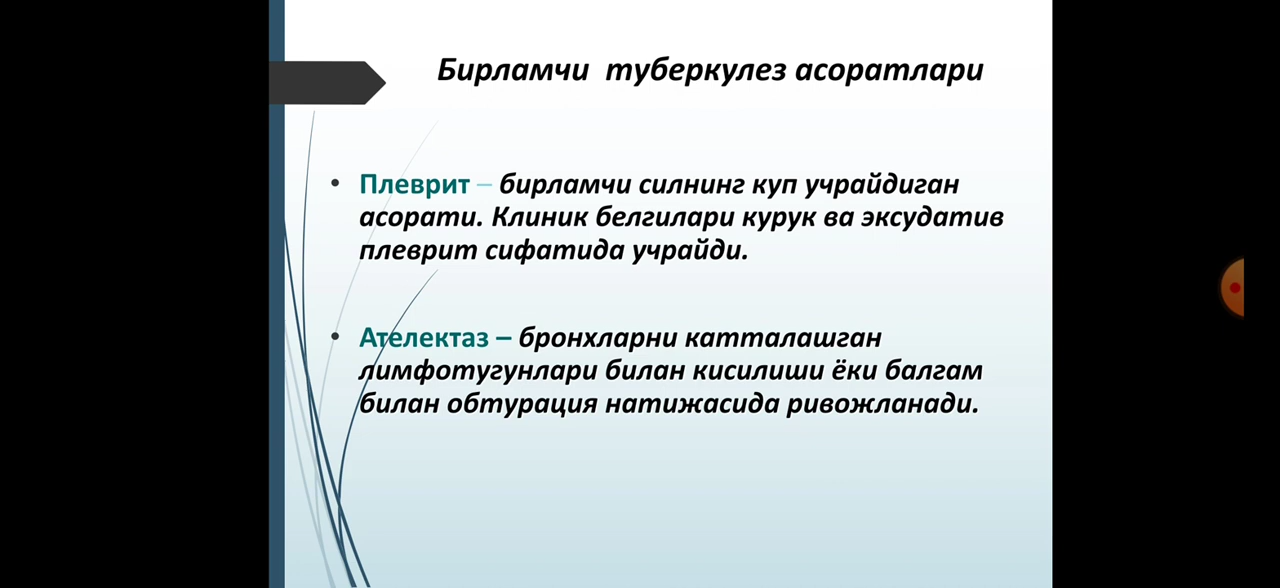 Бирламчи туберкулез асоратлари
• Плеврит – бирламчи силнинг куп учрайдиган
асорати. Клиник белгилари курук ва эксудатив
плеврит сифатида учрайди.
• Ателектаз – бронхларни катталашган
лимфотугунлари билан кисилиши ёки балгам
билан обтурация натижасида ривожланади.